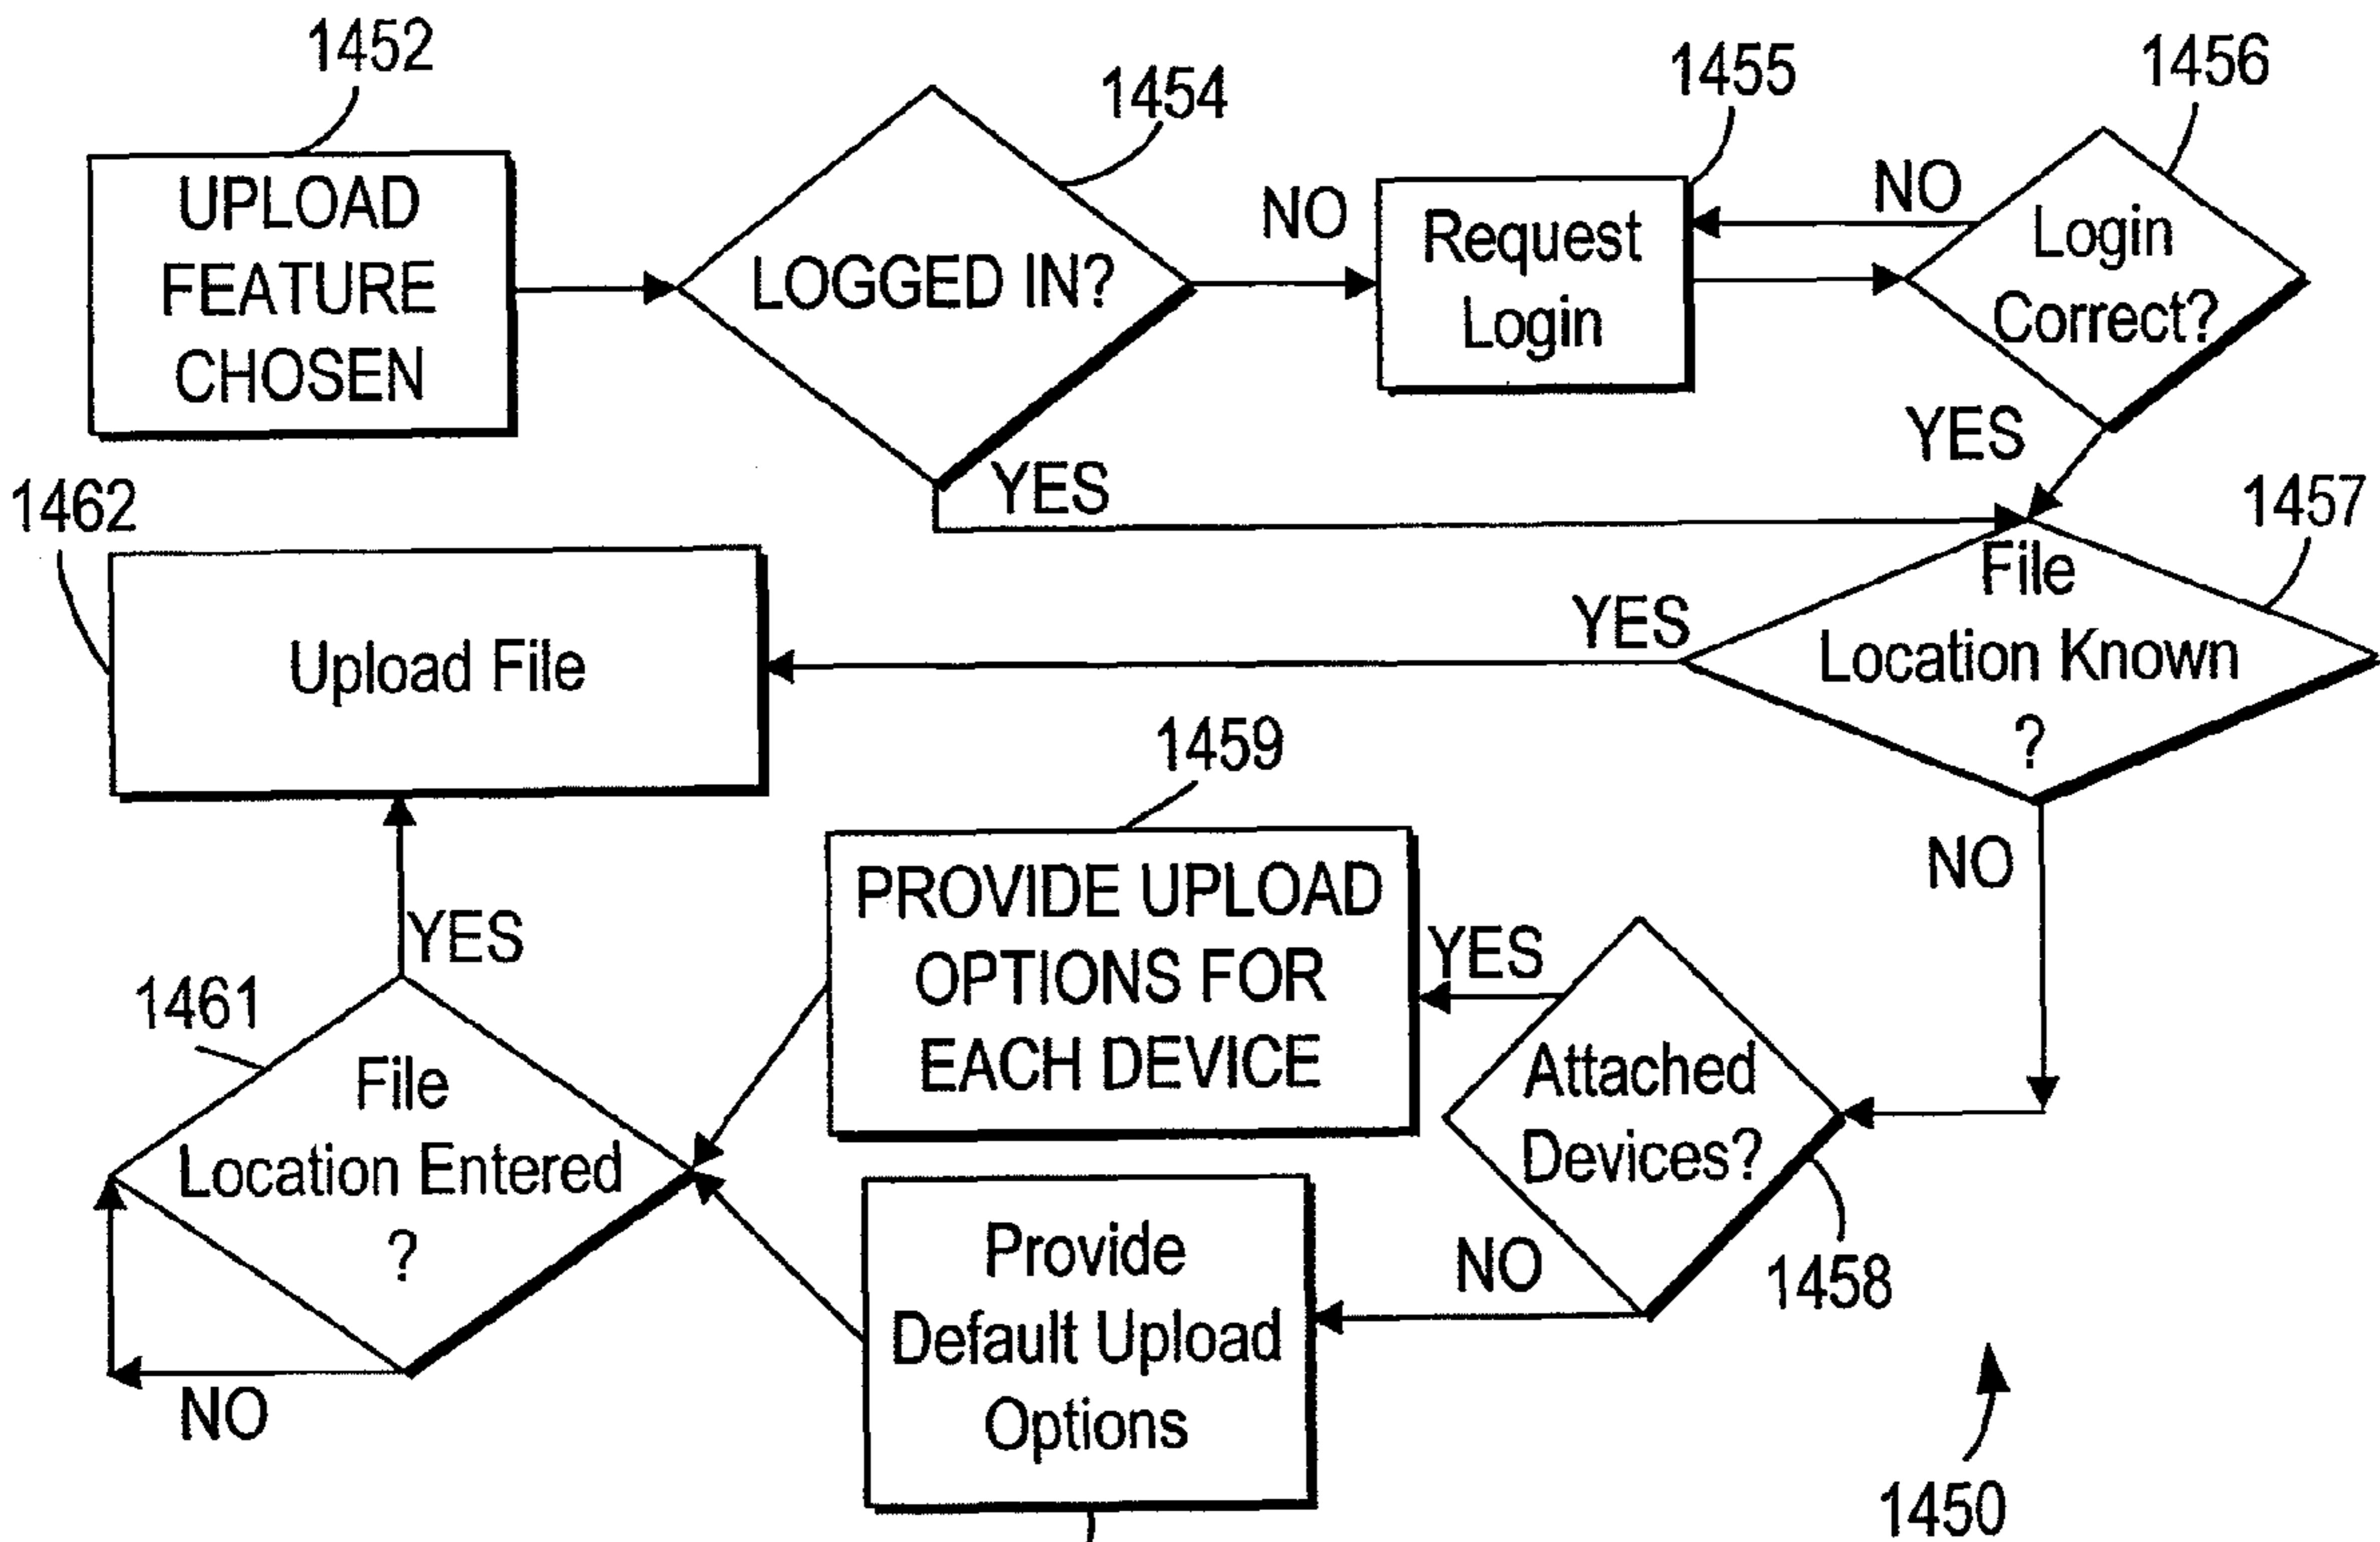 1452
1454
1455
1456
UPLOAD
FEATURE
CHOSEN
LOGGED IN?
NO
Request
Login
NO
Login
Correct?
YES
YES
1462
1457
Upload File
YES
File
Location Known
?
NO
1459
PROVIDE UPLOAD
OPTIONS FOR
EACH DEVICE
YES
Attached
Devices?
1458
NO
Provide
Default Upload
Options
YES
1461
File
Location Entered
?
NO
1450